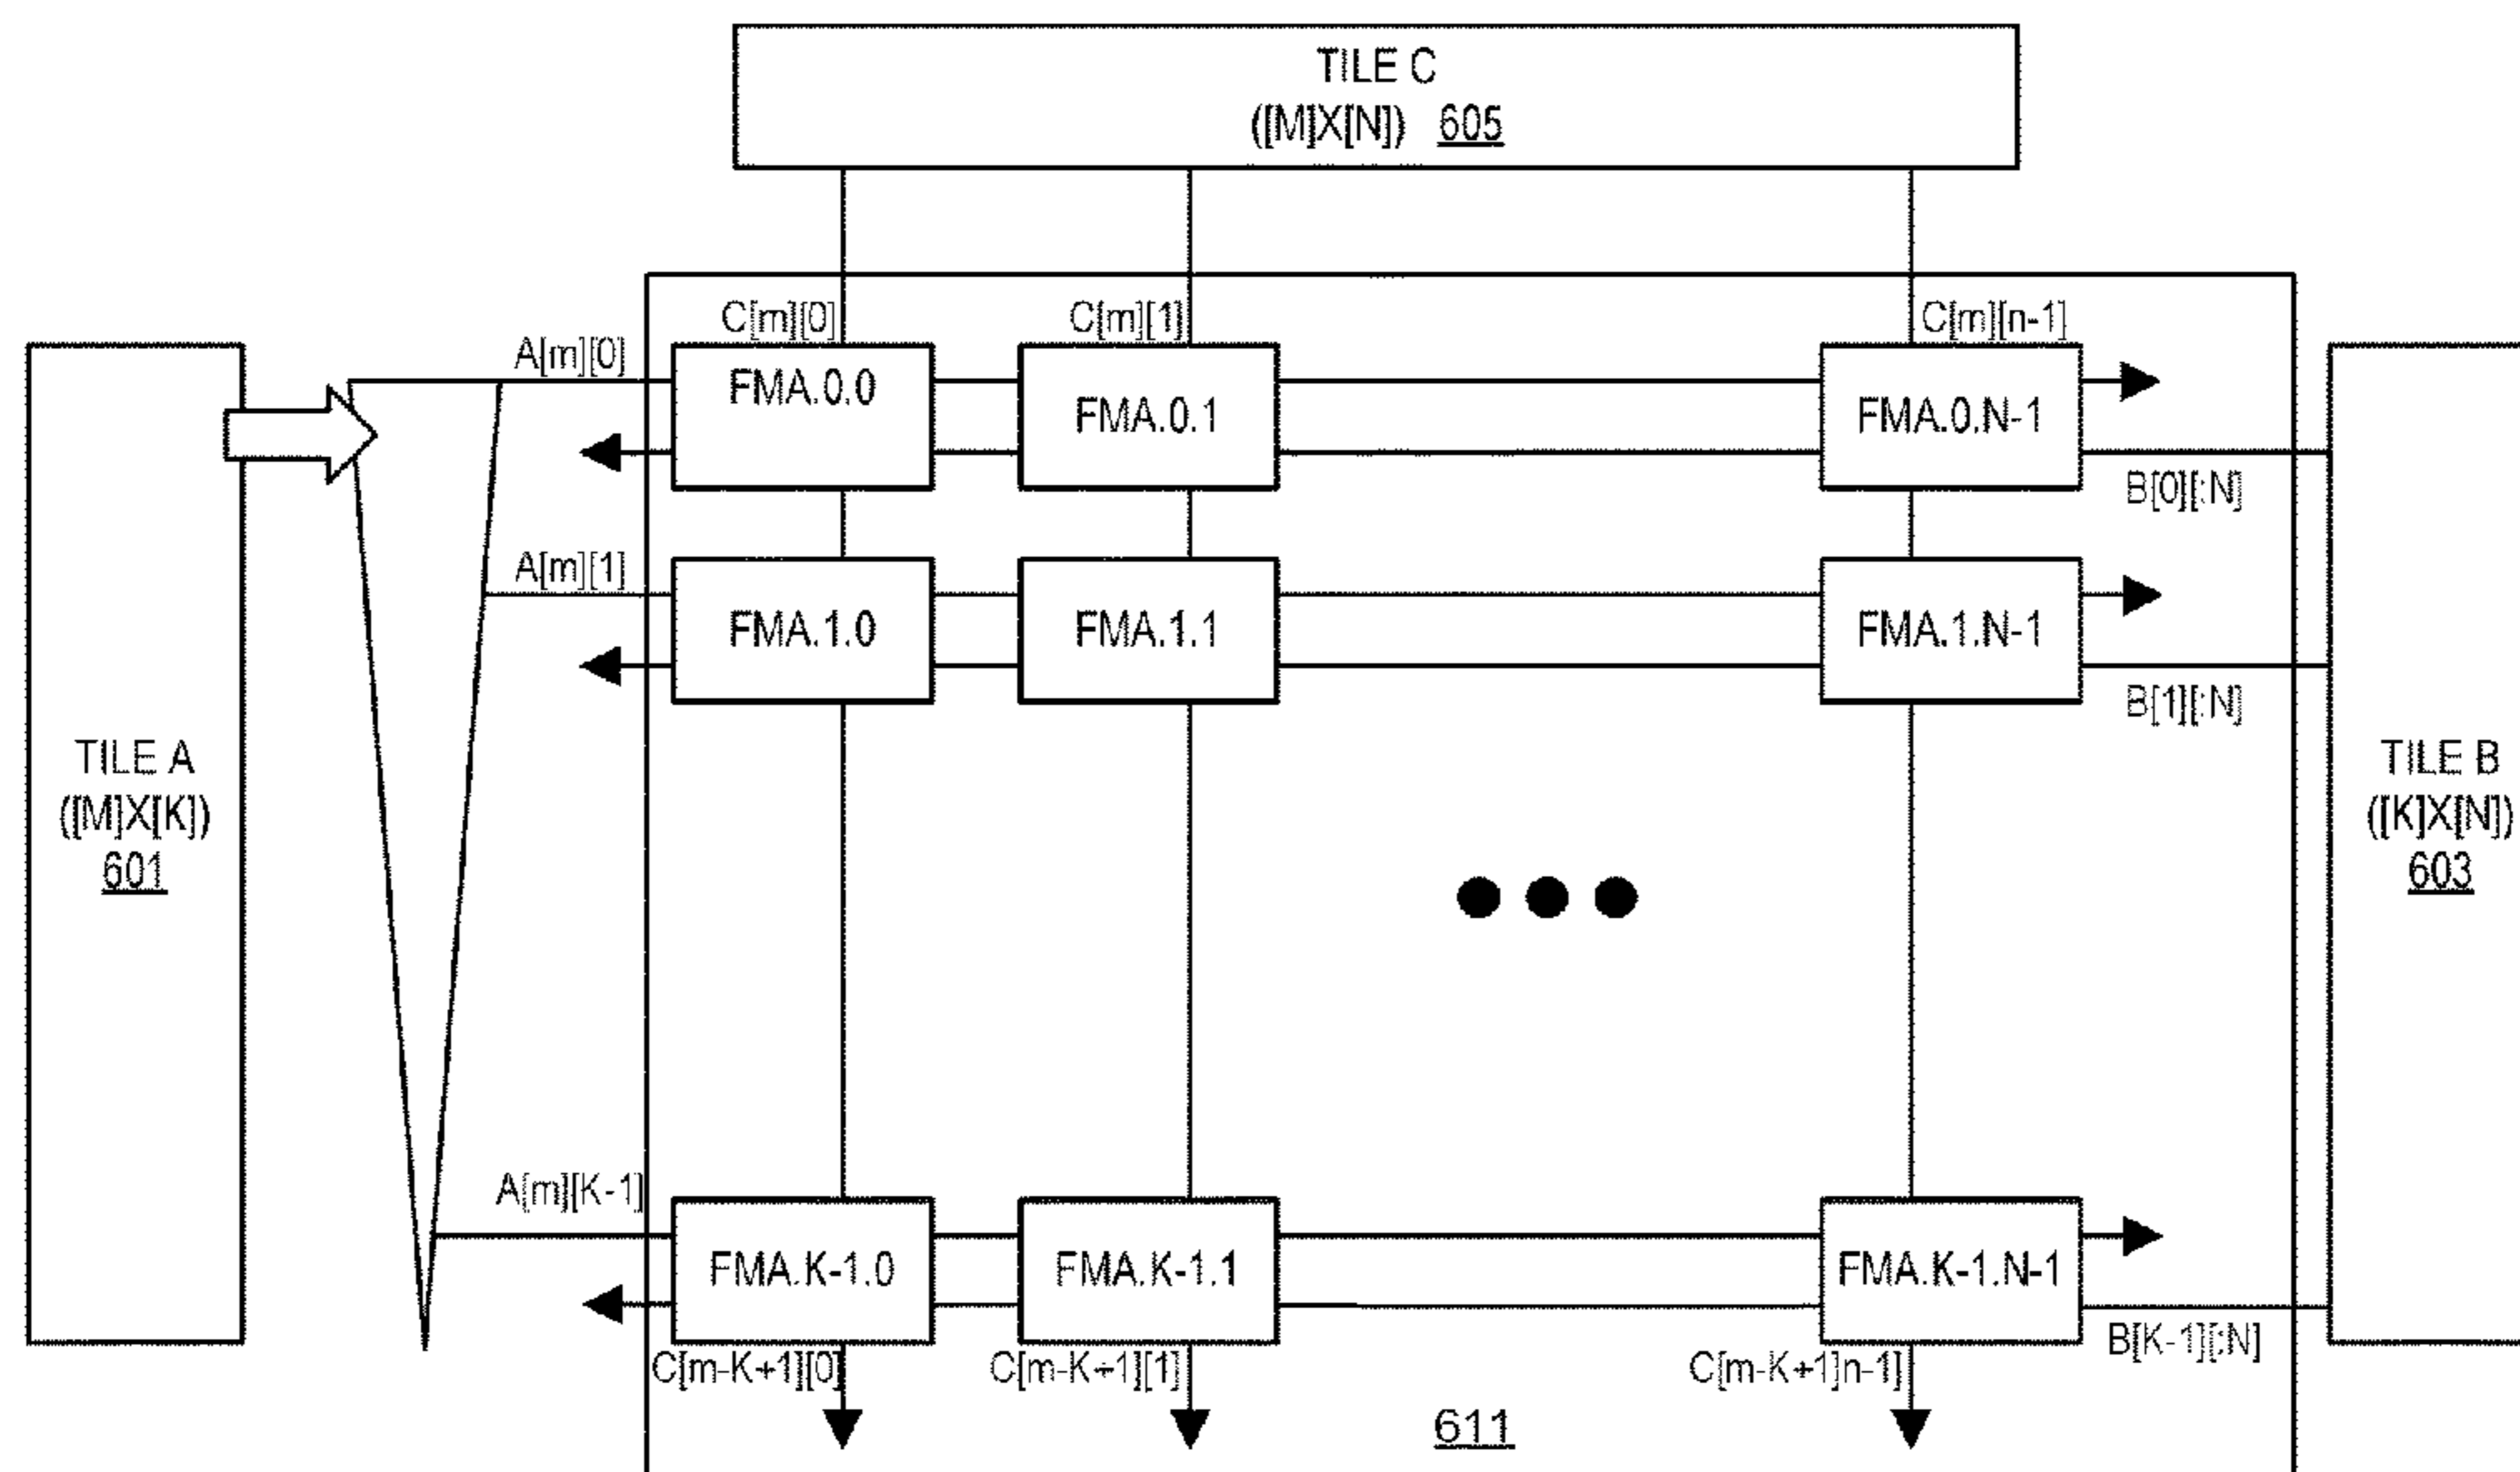 TILE C
([M]X[N]) 605
C[m][0] C[m][1] C[m][n-1]
A[m][0]
FMA.0.0 FMA.0.1 FMA.0.N-1
B[0][:N]
A[m][1]
FMA.1.0 FMA.1.1 FMA.1.N-1
B[1][:N]
TILE A
([M]X[K])
601
TILE B
([K]X[N])
603
A[m][K-1]
FMA.K-1.0 FMA.K-1.1 FMA.K-1.N-1
B[K-1][:N]
C[m-K+1][0] C[m-K+1][1] C[m-K+1]n-1]
611